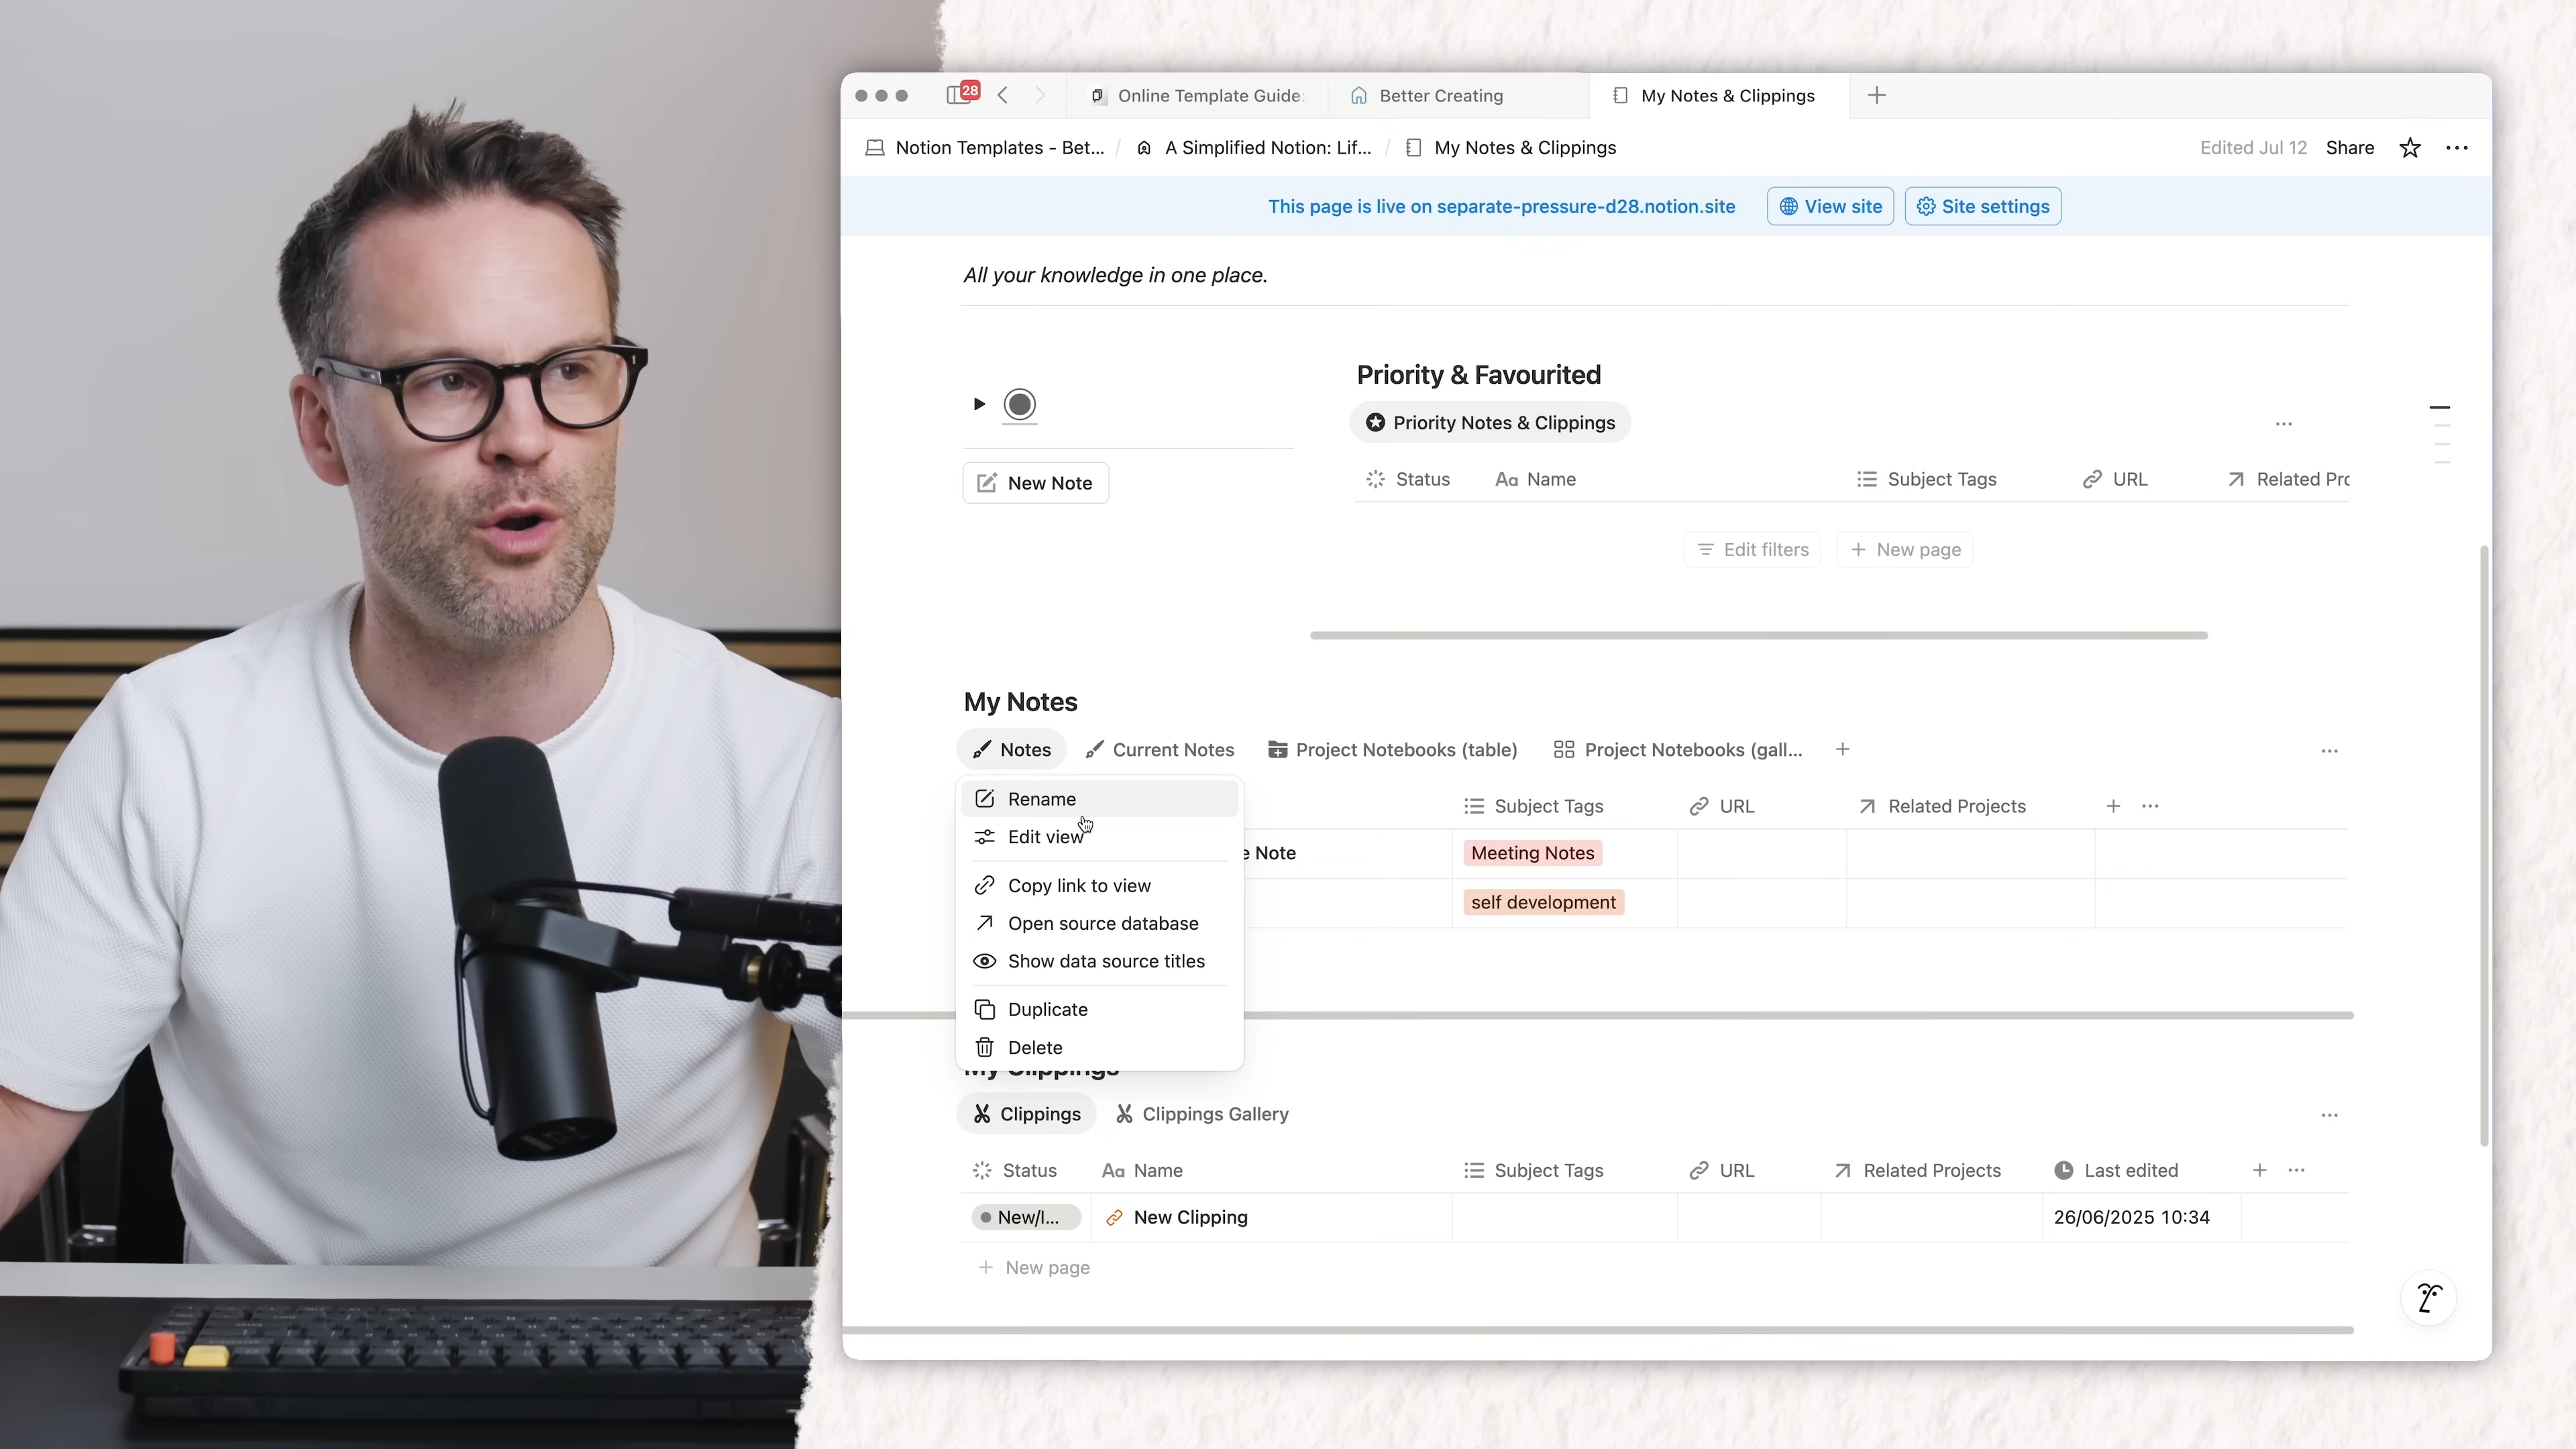 28
Online Template Guide:
Better Creating
My Notes & Clippings
Notion Templates - Bet... / A Simplified Notion: Lif... / My Notes & Clippings
Edited Jul 12 Share
This page is live on separate-pressure-d28.notion.site View site Site settings
All your knowledge in one place.
Priority & Favourited
Priority Notes & Clippings
New Note
Status Aa Name Subject Tags URL Related Pro
Edit filters New page
My Notes
Notes Current Notes Project Notebooks (table) Project Notebooks (gall...
Rename
Edit view
Copy link to view
Open source database
Show data source titles
Duplicate
Delete
Subject Tags URL Related Projects
e Note Meeting Notes
self development
My Clippings
Clippings Clippings Gallery
Status Aa Name Subject Tags URL Related Projects Last edited
New/I... New Clipping 26/06/2025 10:34
New page